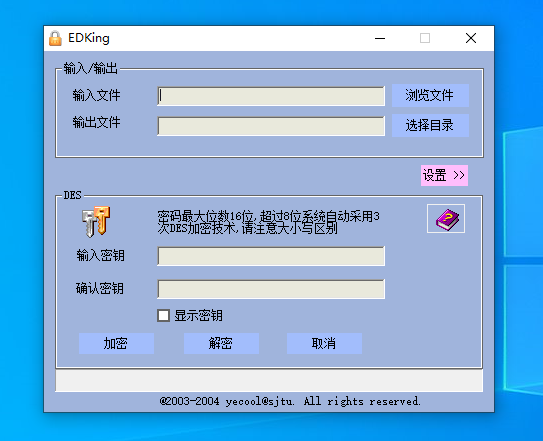 EDKing
输入/输出
输入文件
浏览文件
输出文件
选择目录
设置 >>
DES
密码最大位数16位,超过8位系统自动采用3
次DES加密技术,请注意大小写区别
输入密钥
确认密钥
显示密钥
加密
解密
取消
@2003-2004 yecool@sjtu. All rights reserved.